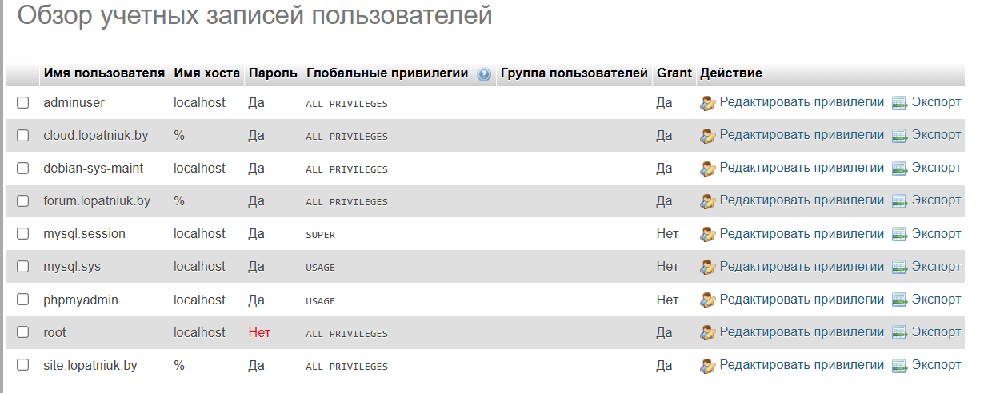 Обзор учетных записей пользователей
Имя пользователя Имя хоста Пароль Глобальные привилегии Группа пользователей Grant Действие
adminuser localhost Да ALL PRIVILEGES Да Редактировать привилегии Экспорт
cloud.lopatniuk.by % Да ALL PRIVILEGES Да Редактировать привилегии Экспорт
debian-sys-maint localhost Да ALL PRIVILEGES Да Редактировать привилегии Экспорт
forum.lopatniuk.by % Да ALL PRIVILEGES Да Редактировать привилегии Экспорт
mysql.session localhost Да SUPER Нет Редактировать привилегии Экспорт
mysql.sys localhost Да USAGE Нет Редактировать привилегии Экспорт
phpmyadmin localhost Да USAGE Нет Редактировать привилегии Экспорт
root localhost Нет ALL PRIVILEGES Да Редактировать привилегии Экспорт
site.lopatniuk.by % Да ALL PRIVILEGES Да Редактировать привилегии Экспорт